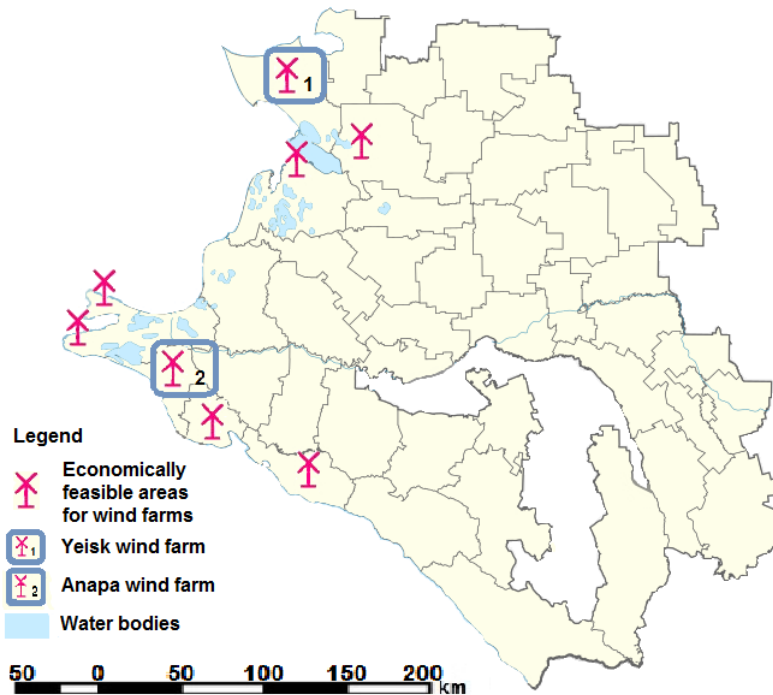 1
2
Legend
Economically
feasible areas
for wind farms
1 Yeisk wind farm
2 Anapa wind farm
Water bodies
50 0 50 100 150 200 km